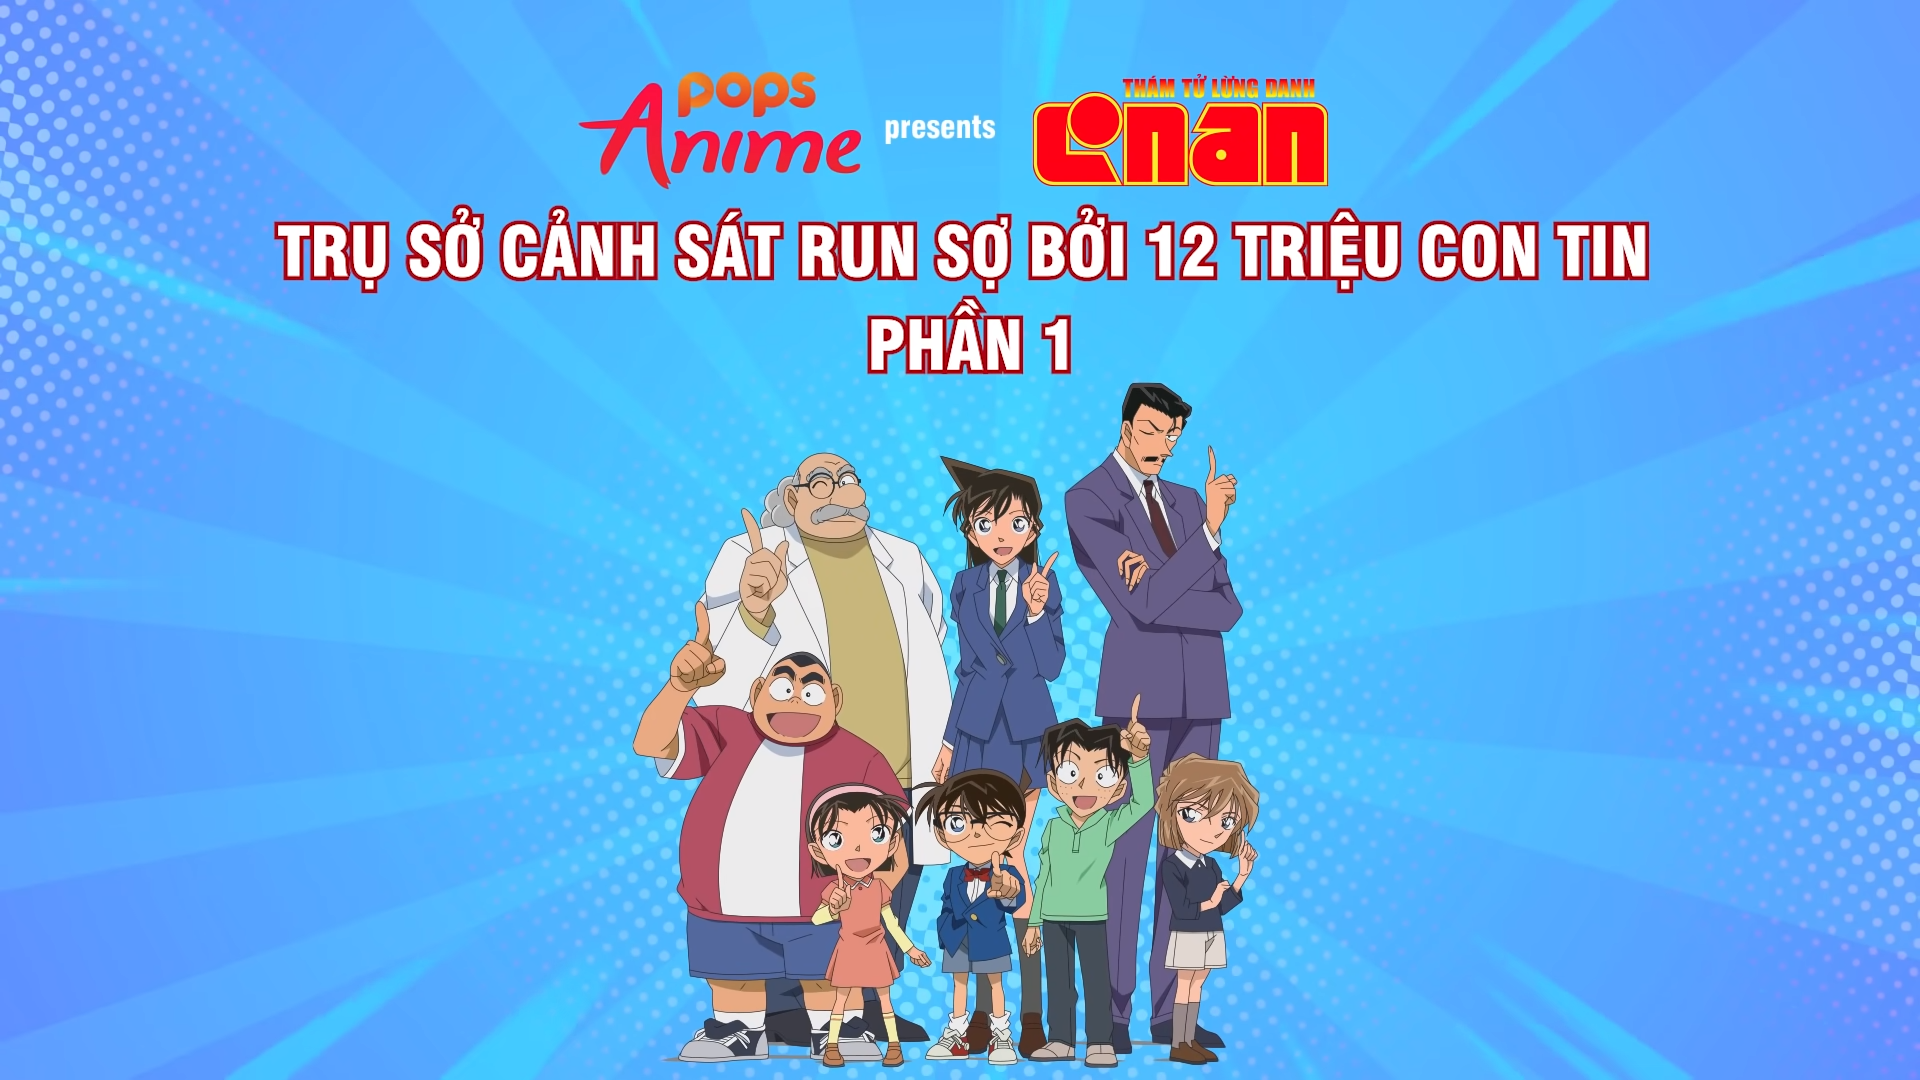 pops
Anime
presents
THÁM TỬ LỪNG DANH
Conan
TRỤ SỞ CẢNH SÁT RUN SỢ BỞI 12 TRIỆU CON TIN
PHẦN 1